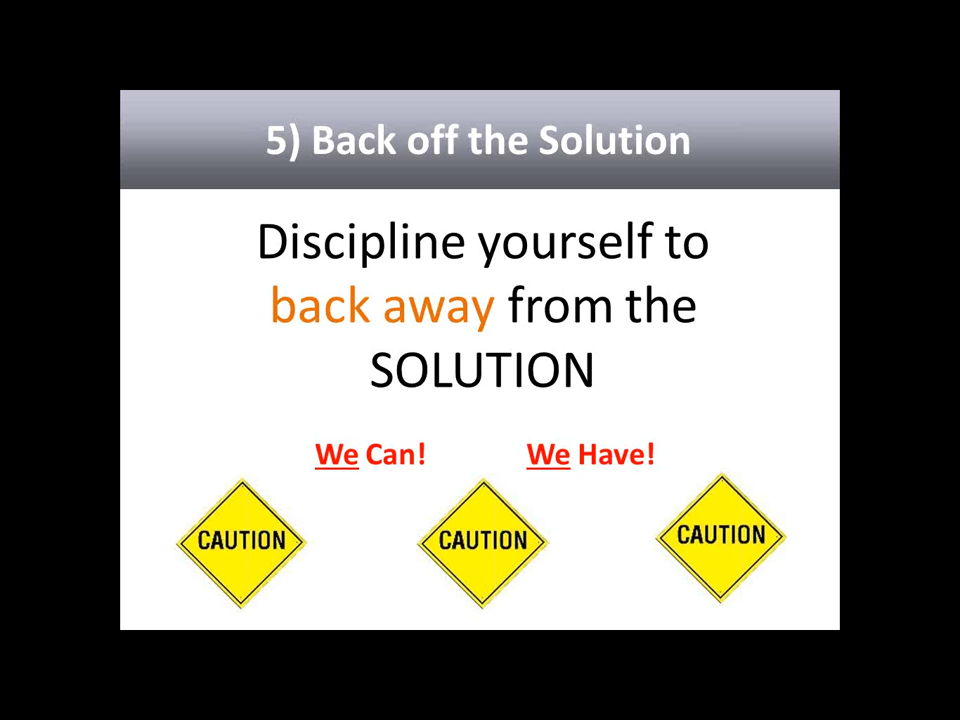 5) Back off the Solution
Discipline yourself to
back away from the
SOLUTION
We Can! We Have!
CAUTION CAUTION CAUTION